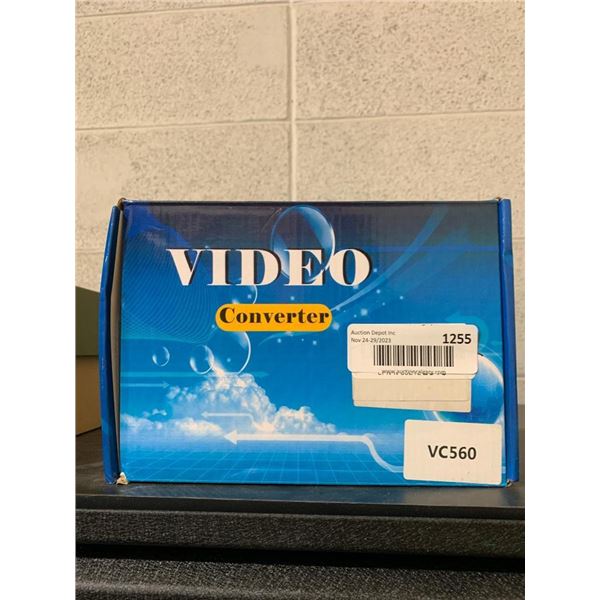 VIDEO
Converter
Auction Depot Inc
Nov 24-29/2023
1255
VC560